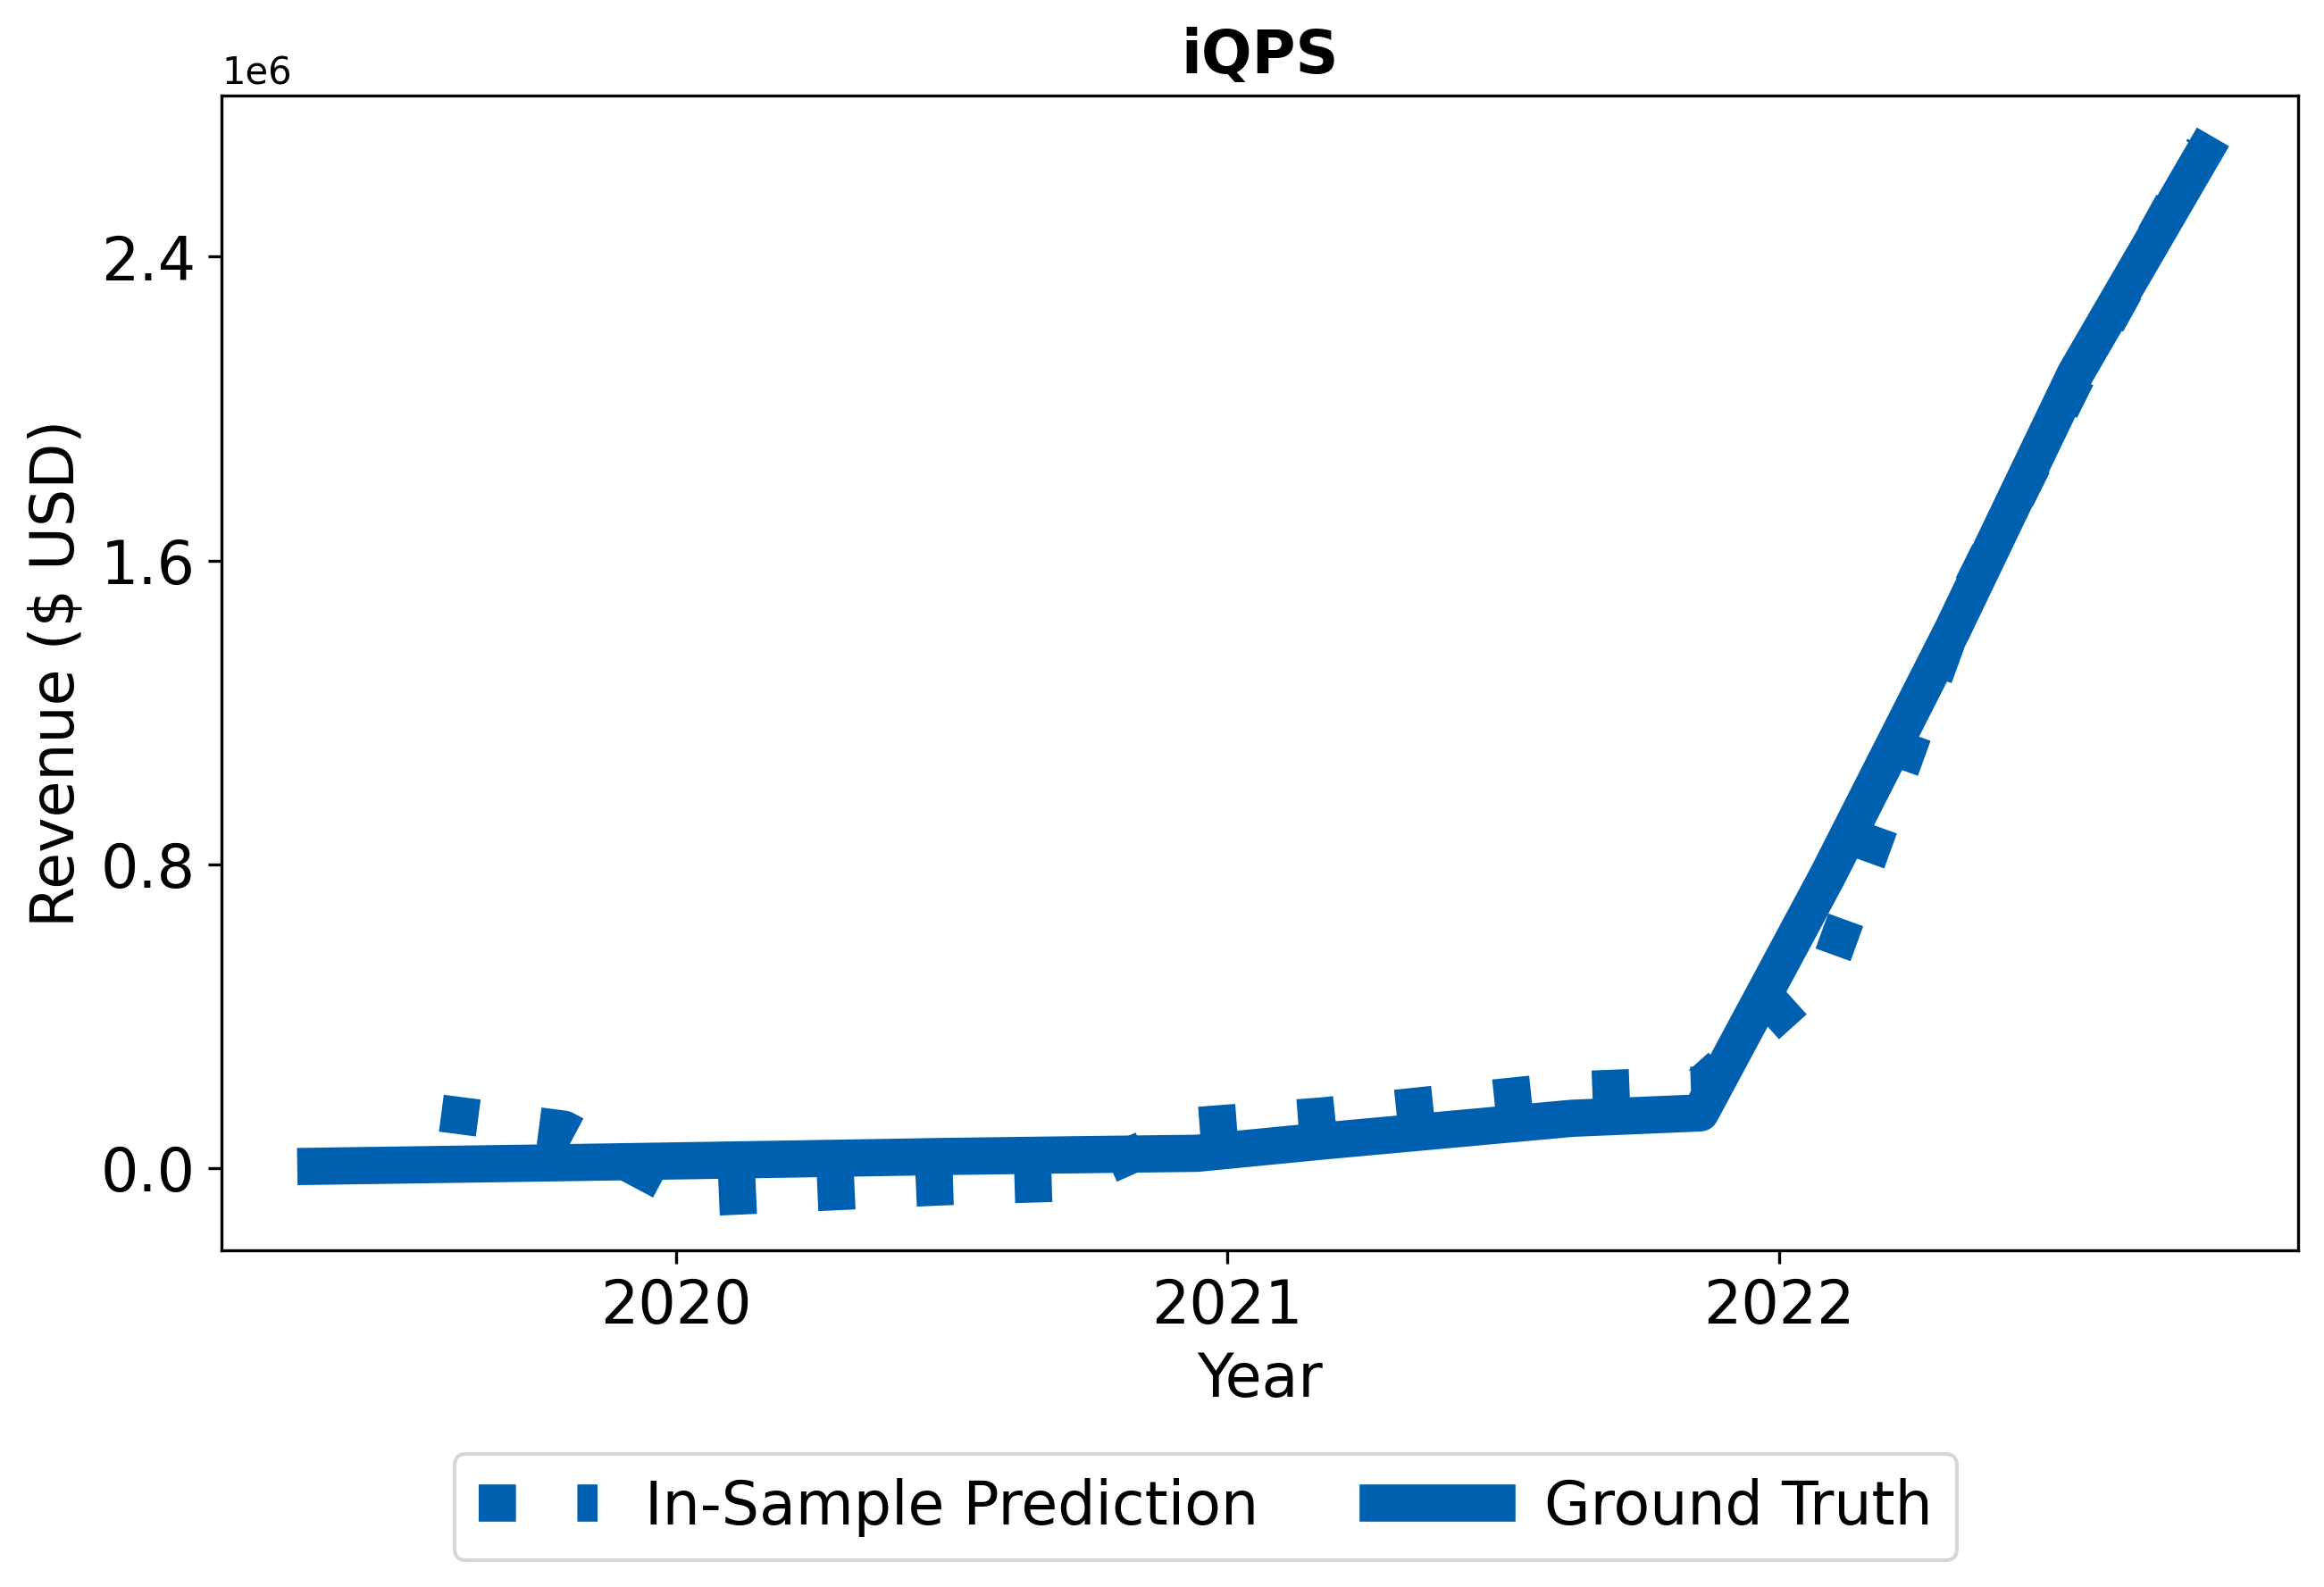 iQPS
1e6
Revenue ($ USD)
2.4
1.6
0.8
0.0
2020 2021 2022
Year
In-Sample Prediction Ground Truth